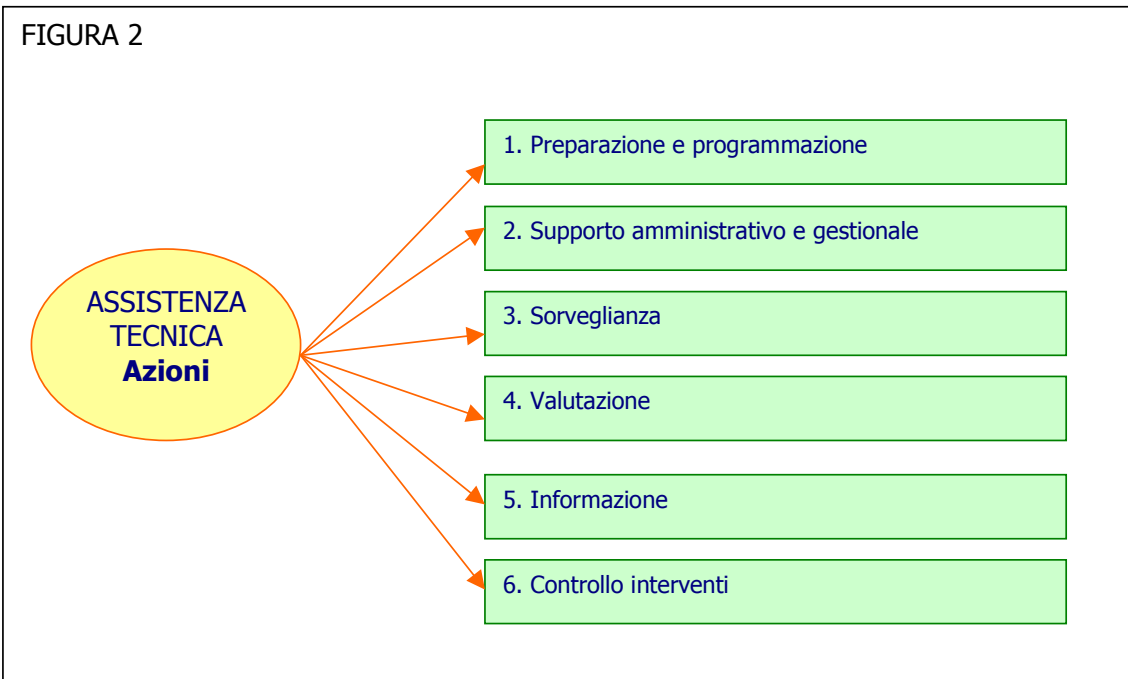 FIGURA 2
ASSISTENZA
TECNICA
Azioni
1. Preparazione e programmazione
2. Supporto amministrativo e gestionale
3. Sorveglianza
4. Valutazione
5. Informazione
6. Controllo interventi